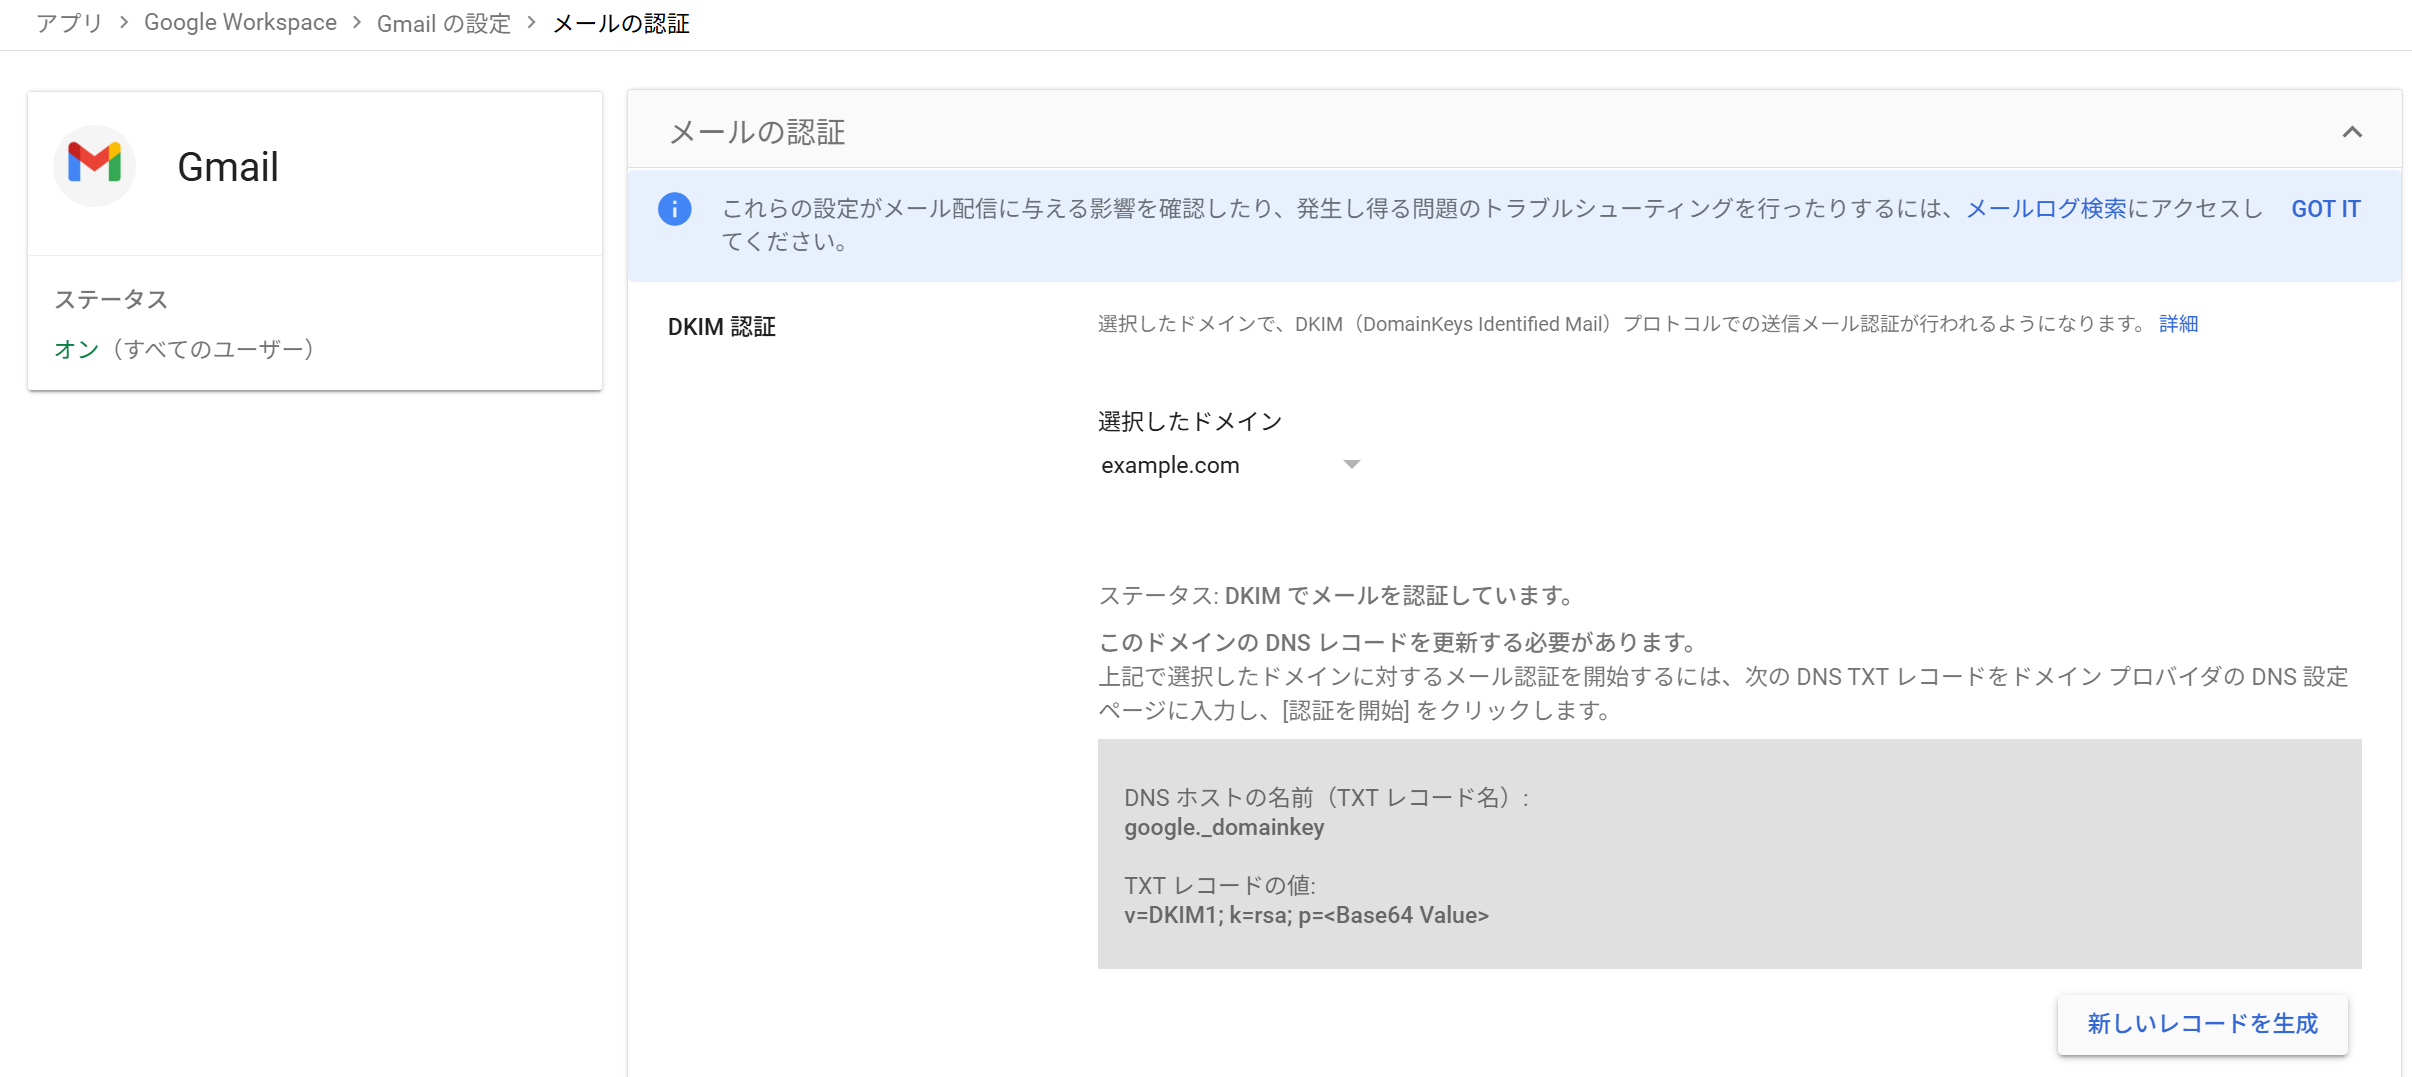 アプリ > Google Workspace > Gmail の設定 > メールの認証
Gmail
ステータス
オン（すべてのユーザー）
メールの認証
これらの設定がメール配信に与える影響を確認したり、発生し得る問題のトラブルシューティングを行ったりするには、メールログ検索にアクセスし
てください。
GOT IT
DKIM 認証
選択したドメインで、DKIM（DomainKeys Identified Mail）プロトコルでの送信メール認証が行われるようになります。 詳細
選択したドメイン
example.com
ステータス: DKIM でメールを認証しています。
このドメインの DNS レコードを更新する必要があります。
上記で選択したドメインに対するメール認証を開始するには、次の DNS TXT レコードをドメイン プロバイダの DNS 設定
ページに入力し、[認証を開始] をクリックします。
DNS ホストの名前（TXT レコード名）:
google._domainkey
TXT レコードの値:
v=DKIM1; k=rsa; p=<Base64 Value>
新しいレコードを生成